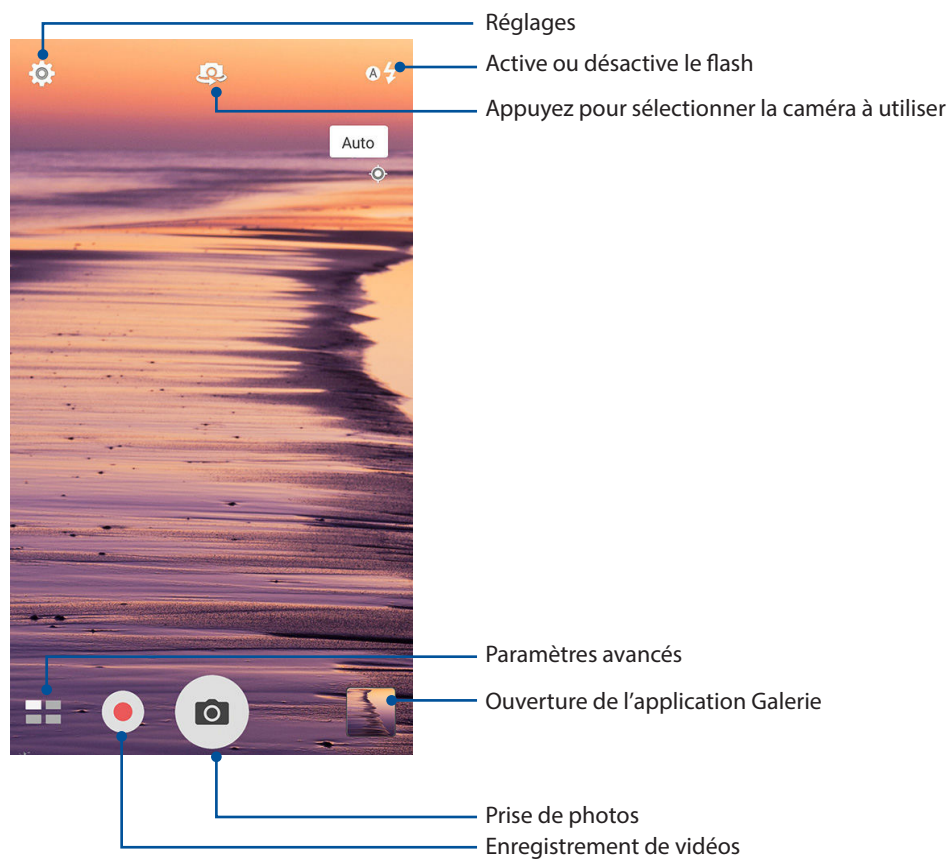 Réglages
Active ou désactive le flash
Appuyez pour sélectionner la caméra à utiliser
A
Auto
Paramètres avancés
Ouverture de l’application Galerie
Prise de photos
Enregistrement de vidéos